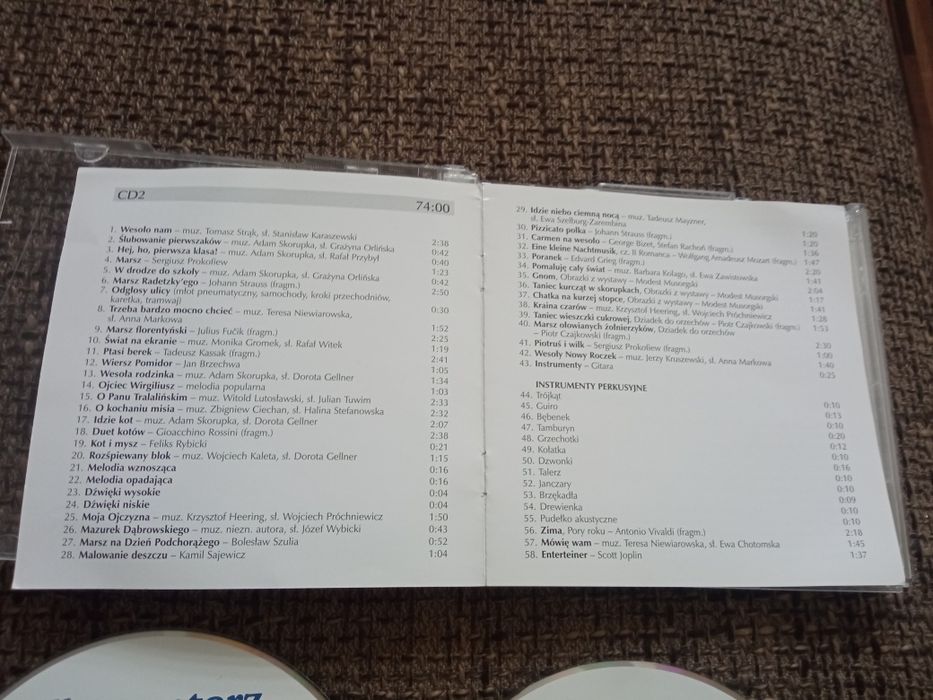 CD2
74:00
1. Wesoło nam – muz. Tomasz Strąk, sł. Stanisław Karaszewski 2:38
2. Ślubowanie pierwszaków – muz. Adam Skorupka, sł. Grażyna Orlińska 0:42
3. Hej, ho, pierwsza klasa! – muz. Adam Skorupka, sł. Rafał Przybył 0:40
4. Marsz – Sergiusz Prokofiew 1:23
5. W drodze do szkoły – muz. Adam Skorupka, sł. Grażyna Orlińska 0:42
6. Marsz Radetzky'ego – Johann Strauss (fragm.) 2:50
7. Odgłosy ulicy (młot pneumatyczny, samochody, kroki przechodniów,
karetka, tramwaj) 0:30
8. Trzeba bardzo mocno chcieć – muz. Teresa Niewiarowska,
sł. Anna Markowa 1:52
9. Marsz florentyński – Julius Fučik (fragm.) 2:25
10. Świat na ekranie – muz. Monika Gromek, sł. Rafał Witek 1:19
11. Ptasi berek – Tadeusz Kassak (fragm.) 2:41
12. Wiersz Pomidor – Jan Brzechwa 1:05
13. Wesoła rodzinka – muz. Adam Skorupka, sł. Dorota Gellner 1:34
14. Ojciec Wirgiliusz – melodia popularna 1:03
15. O Panu Tralalińskim – muz. Witold Lutosławski, sł. Julian Tuwim 2:33
16. O kochaniu misia – muz. Zbigniew Ciechan, sł. Halina Stefanowska 2:32
17. Idzie kot – muz. Adam Skorupka, sł. Dorota Gellner 2:07
18. Duet kotów – Gioacchino Rossini (fragm.) 2:38
19. Kot i mysz – Feliks Rybicki 0:21
20. Rozśpiewany blok – muz. Wojciech Kaleta, sł. Dorota Gellner 1:15
21. Melodia wznosząca 0:16
22. Melodia opadająca 0:16
23. Dźwięki wysokie 0:04
24. Dźwięki niskie 0:04
25. Moja Ojczyzna – muz. Krzysztof Heering, sł. Wojciech Próchniewicz 1:50
26. Mazurek Dąbrowskiego – muz. niezn. autora, sł. Józef Wybicki 0:43
27. Marsz na Dzień Podchorążego – Bolesław Szulia 0:52
28. Malowanie deszczu – Kamil Sajewicz 1:04
29. Idzie niebo ciemną nocą – muz. Tadeusz Mayzner,
sł. Ewa Szelburg-Zarembina 1:20
30. Pizzicato polka – Johann Strauss (fragm.) 1:20
31. Carmen na wesoło – George Bizet, Stefan Rachoń (fragm.) 1:36
32. Eine kleine Nachtmusik, cz. II Romanca – Wolfgang Amadeusz Mozart (fragm.) 1:47
33. Poranek – Edvard Grieg (fragm.) 2:20
34. Pomaluję cały świat – muz. Barbara Kolago, sł. Ewa Zawistowska 1:41
35. Gnom, Obrazki z wystawy – Modest Musorgski 2:04
36. Taniec kurcząt w skorupkach, Obrazki z wystawy – Modest Musorgski 1:17
37. Chatka na kurzej stopce, Obrazki z wystawy – Modest Musorgski 1:41
38. Kraina czarów – muz. Krzysztof Heering, sł. Wojciech Próchniewicz 1:28
39. Taniec wieszczki cukrowej, Dziadek do orzechów – Piotr Czajkowski (fragm.) 1:53
40. Marsz ołowianych żołnierzyków, Dziadek do orzechów
– Piotr Czajkowski (fragm.) 2:30
41. Piotruś i wilk – Sergiusz Prokofiew (fragm.) 1:00
42. Wesoły Nowy Roczek – muz. Jerzy Kruszewski, sł. Anna Markowa 1:40
43. Instrumenty – Gitara 0:25
INSTRUMENTY PERKUSYJNE
44. Trójkąt 0:10
45. Guiro 0:13
46. Bębenek 0:10
47. Tamburyn 0:20
48. Grzechotki 0:12
49. Kołatka 0:10
50. Dzwonki 0:16
51. Talerz 0:10
52. Janczary 0:10
53. Brzękadła 0:09
54. Drewienka 0:10
55. Pudełko akustyczne 0:10
56. Zima, Pory roku – Antonio Vivaldi (fragm.) 2:18
57. Mówię wam – muz. Teresa Niewiarowska, sł. Ewa Chotomska 1:45
58. Enterteiner – Scott Joplin 1:37